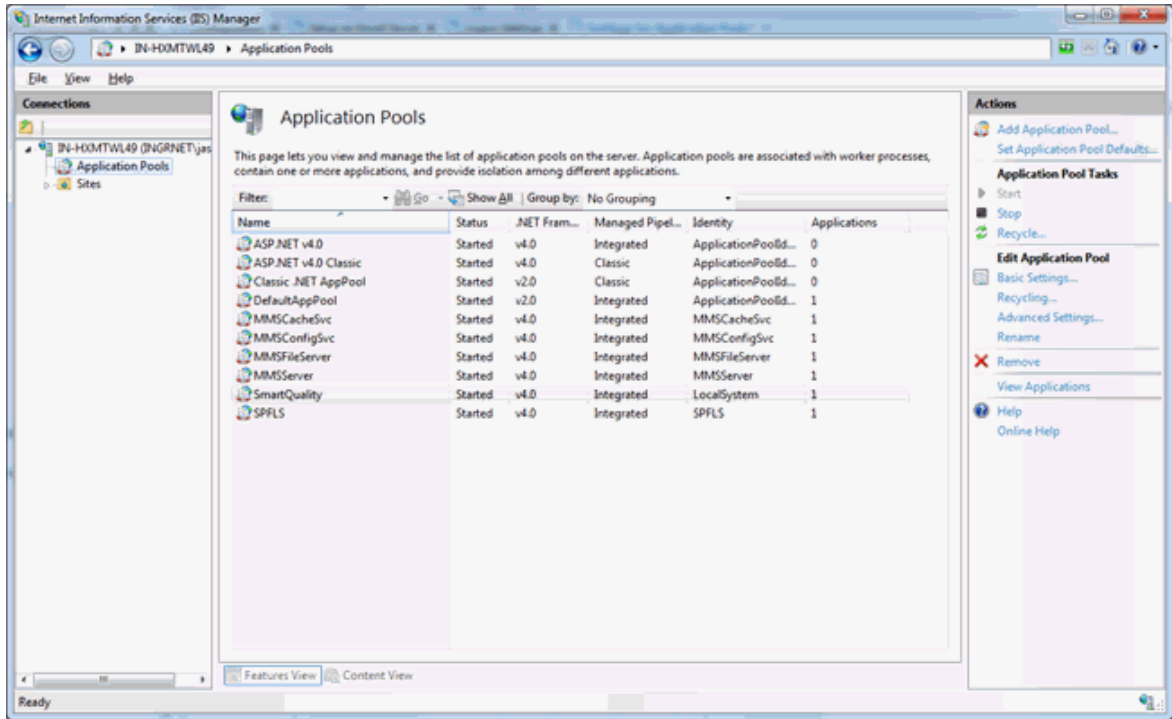 Internet Information Services (IIS) Manager
IN-HXMTWL49 Application Pools
File View Help
Connections
IN-HXMTWL49 (INGRNET\jas
Application Pools
Sites
Application Pools
This page lets you view and manage the list of application pools on the server. Application pools are associated with worker processes,
contain one or more applications, and provide isolation among different applications.
Filter: Go Show All Group by: No Grouping
Name Status .NET Fram... Managed Pipel... Identity Applications
ASP.NET v4.0 Started v4.0 Integrated ApplicationPoolId... 0
ASP.NET v4.0 Classic Started v4.0 Classic ApplicationPoolId... 0
Classic .NET AppPool Started v2.0 Classic ApplicationPoolId... 0
DefaultAppPool Started v2.0 Integrated ApplicationPoolId... 1
MMSCacheSvc Started v4.0 Integrated MMSCacheSvc 1
MMSConfigSvc Started v4.0 Integrated MMSConfigSvc 1
MMSFileServer Started v4.0 Integrated MMSFileServer 1
MMSServer Started v4.0 Integrated MMSServer 1
SmartQuality Started v4.0 Integrated LocalSystem 1
SPFLS Started v4.0 Integrated SPFLS 1
Features View Content View
Ready
Actions
Add Application Pool...
Set Application Pool Defaults...
Application Pool Tasks
Start
Stop
Recycle...
Edit Application Pool
Basic Settings...
Recycling...
Advanced Settings...
Rename
Remove
View Applications
Help
Online Help